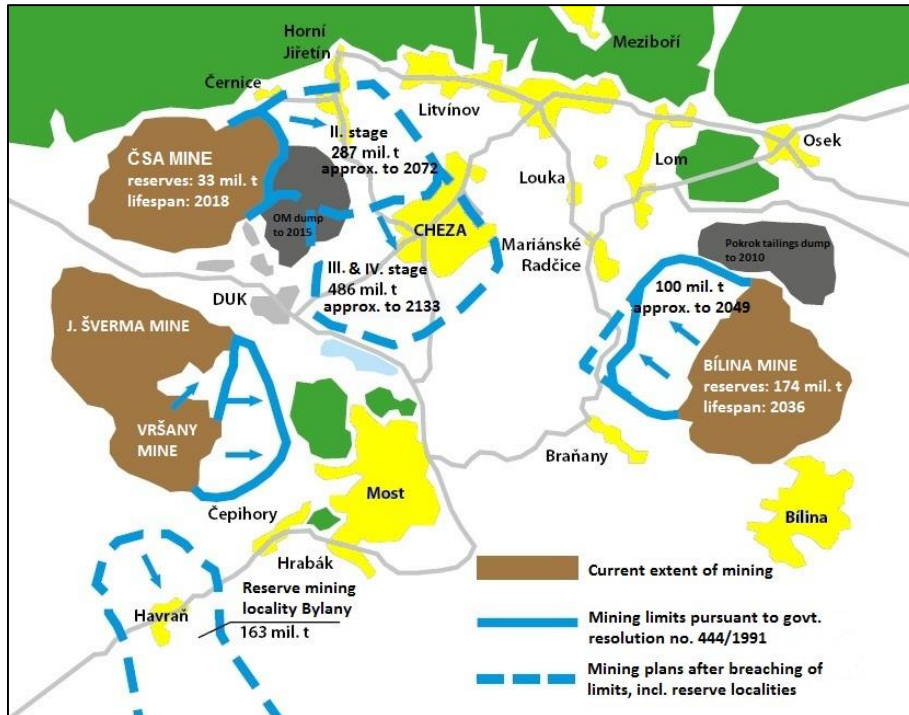 Horní
Jiřetín
Meziboří
Černice
Litvínov
Osek
II. stage
287 mil. t
approx. to 2072
Lom
ČSA MINE
reserves: 33 mil. t
lifespan: 2018
Louka
OM dump
to 2015
CHEZA
Mariánské
Radčice
Pokrok tailings dump
to 2010
III. & IV. stage
486 mil. t
approx. to 2133
100 mil. t
approx. to 2049
DUK
J. ŠVERMA MINE
BÍLINA MINE
reserves: 174 mil. t
lifespan: 2036
VRŠANY
MINE
Braňany
Most
Čepihory
Bílina
Hrabák
Reserve mining
locality Bylany
163 mil. t
Havraň
Current extent of mining
Mining limits pursuant to govt.
resolution no. 444/1991
Mining plans after breaching of
limits, incl. reserve localities